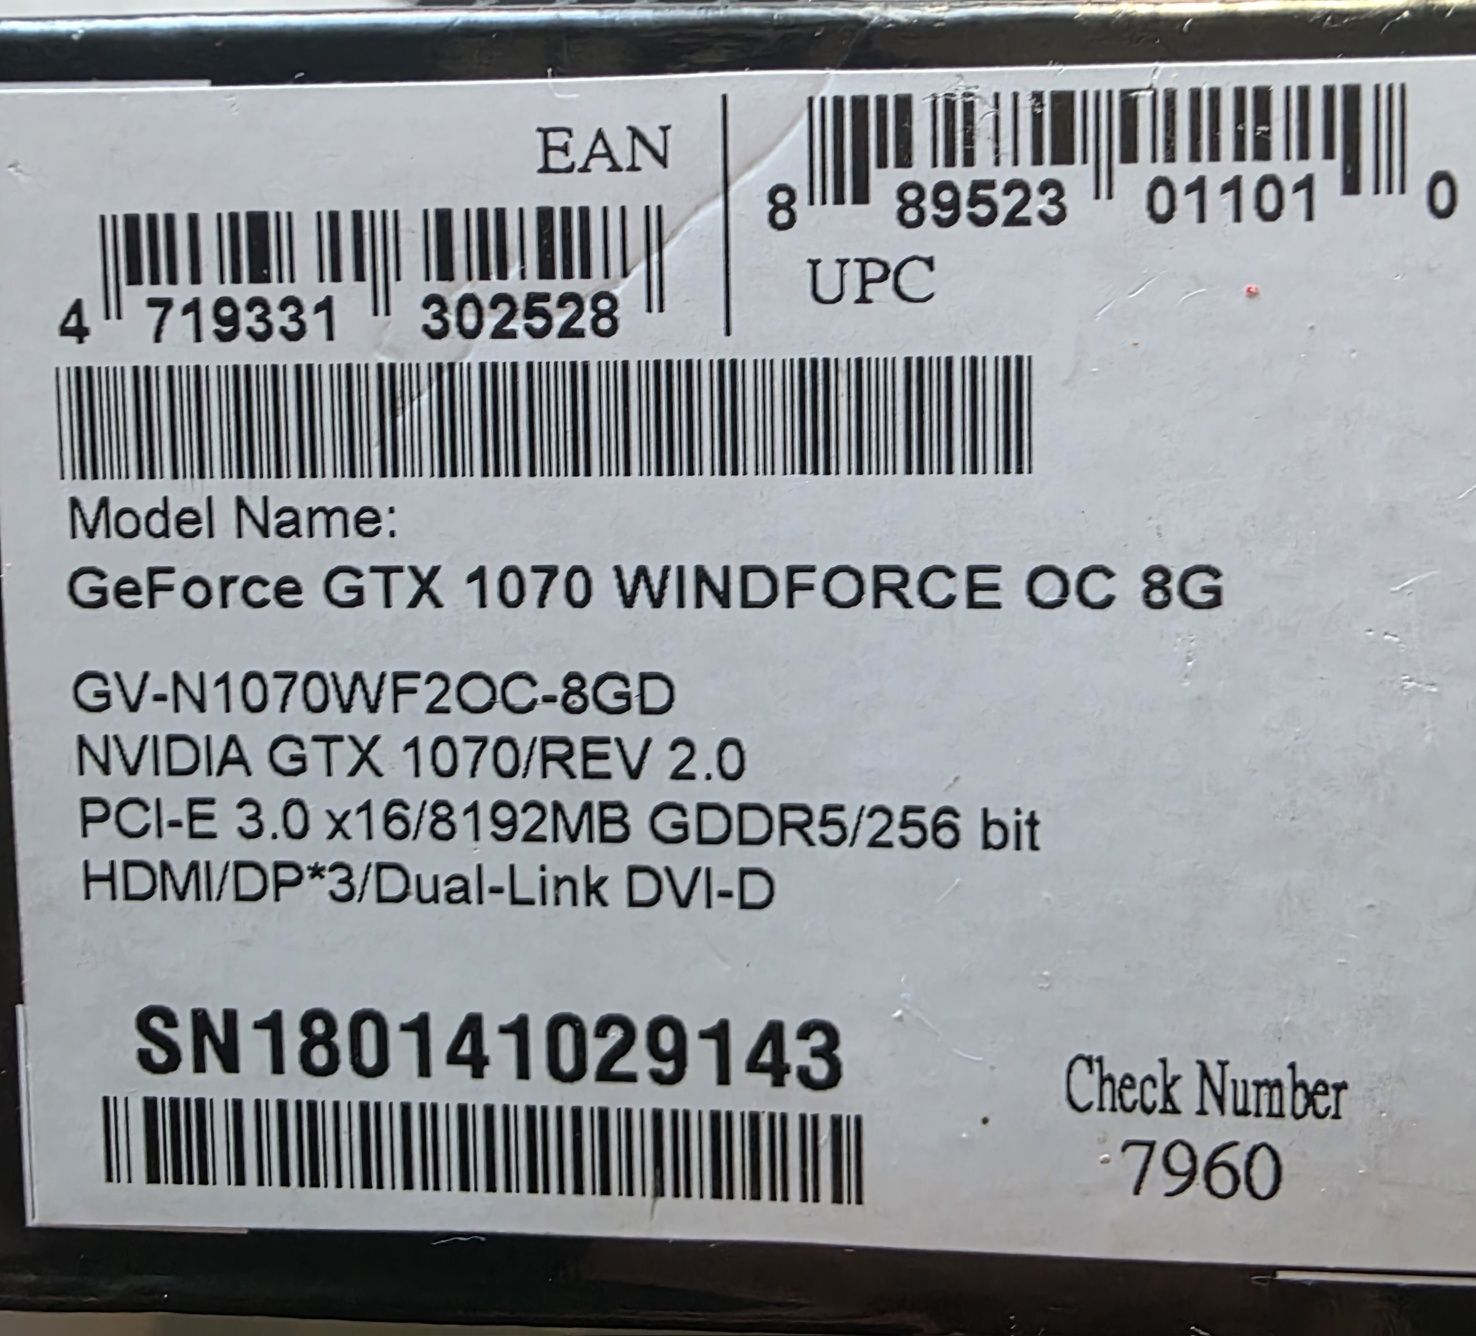 EAN
4 719331 302528
8 89523 01101 0
UPC
Model Name:
GeForce GTX 1070 WINDFORCE OC 8G
GV-N1070WF2OC-8GD
NVIDIA GTX 1070/REV 2.0
PCI-E 3.0 x16/8192MB GDDR5/256 bit
HDMI/DP*3/Dual-Link DVI-D
SN180141029143
Check Number
7960